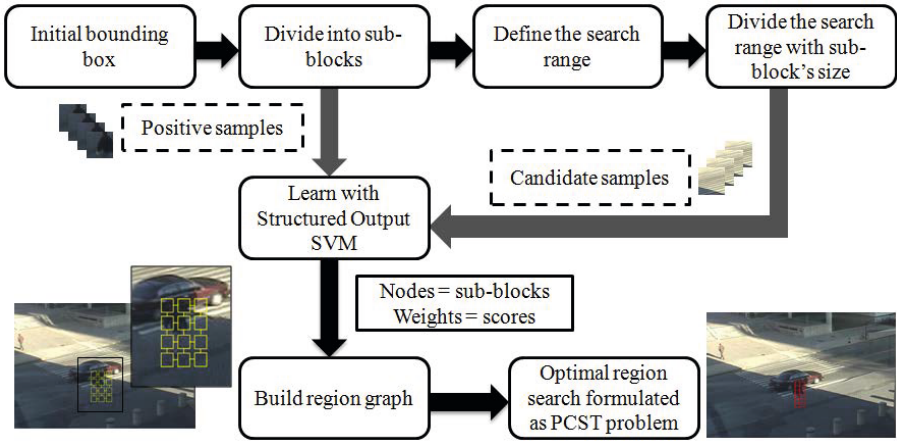 Initial bounding
box
Divide into sub-
blocks
Define the search
range
Divide the search
range with sub-
block's size
Positive samples
Candidate samples
Learn with
Structured Output
SVM
Nodes = sub-blocks
Weights = scores
Build region graph
Optimal region
search formulated
as PCST problem